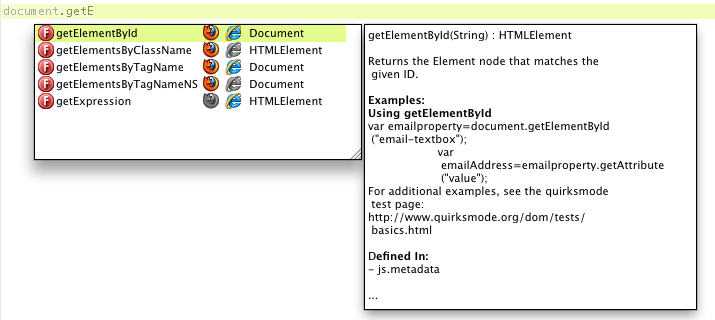 document.getE
getElementById Document
getElementsByClassName HTMLElement
getElementsByTagName Document
getElementsByTagNameNS Document
getExpression HTMLElement
getElementById(String) : HTMLElement
Returns the Element node that matches the
given ID.
Examples:
Using getElementById
var emailproperty=document.getElementById
("email-textbox");
var
emailAddress=emailproperty.getAttribute
("value");
For additional examples, see the quirksmode
test page:
http://www.quirksmode.org/dom/tests/
basics.html
Defined In:
- js.metadata
...